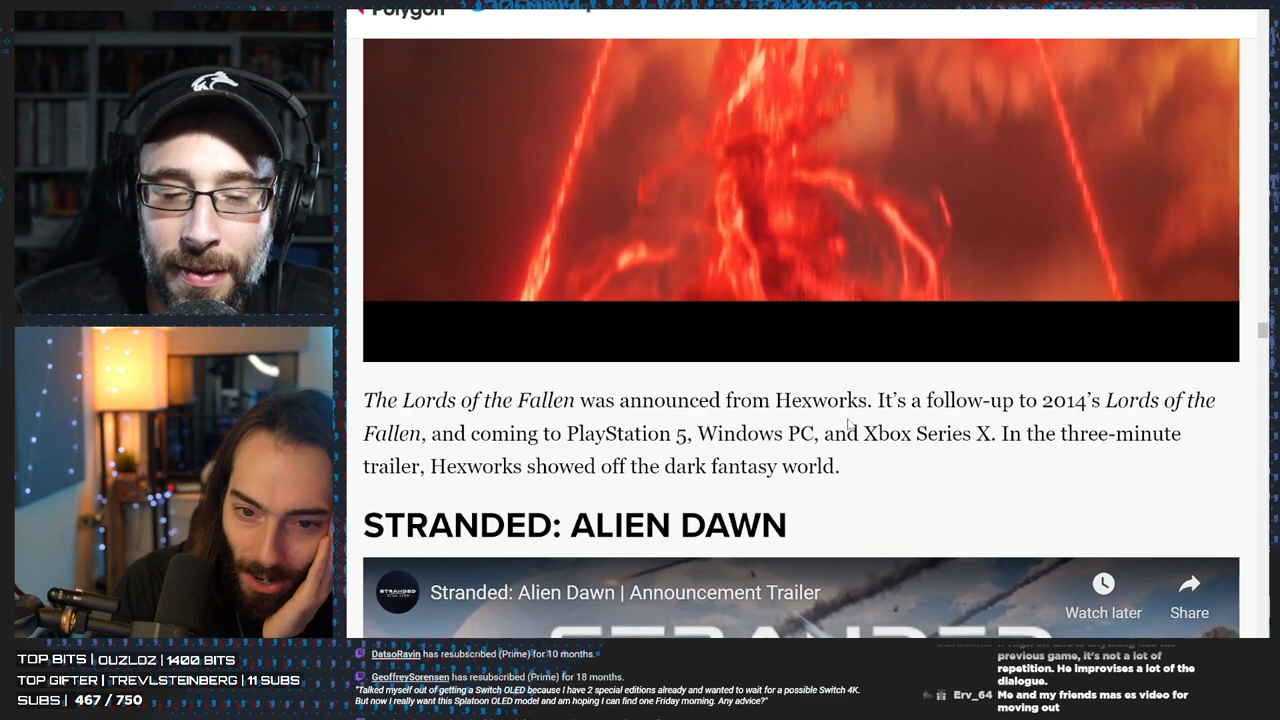 Polygon
The Lords of the Fallen was announced from Hexworks. It's a follow-up to 2014's Lords of the
Fallen, and coming to PlayStation 5, Windows PC, and Xbox Series X. In the three-minute
trailer, Hexworks showed off the dark fantasy world.
STRANDED: ALIEN DAWN
Stranded: Alien Dawn | Announcement Trailer
Watch later
Share
STRANDED
TOP BITS | OUZLOZ | 1400 BITS
TOP GIFTER | TREVLSTEINBERG | 11 SUBS
SUBS | 467 / 750
DatsoRavin has resubscribed (Prime) for 10 months.
GeoffreySorensen has resubscribed (Prime) for 18 months.
"Talked myself out of getting a Switch OLED because I have 2 special editions already and wanted to wait for a possible Switch 4K.
But now I really want this Splatoon OLED model and am hoping I can find one Friday morning. Any advice?"
previous game, it's not a lot of
repetition. He improvises a lot of the
dialogue.
Erv_64 Me and my friends mas es video for
moving out